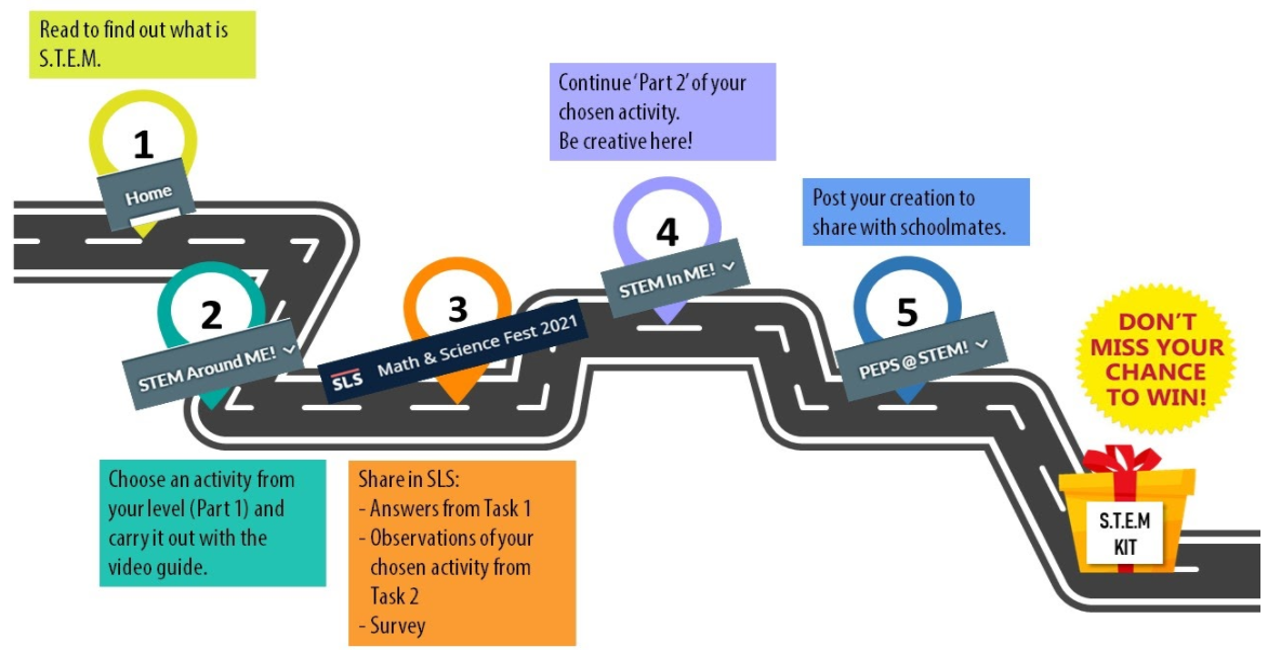 Read to find out what is
S.T.E.M.
1
Home
2
STEM Around ME!
Choose an activity from
your level (Part 1) and
carry it out with the
video guide.
3
SLS Math & Science Fest 2021
Share in SLS:
- Answers from Task 1
- Observations of your
chosen activity from
Task 2
- Survey
Continue ‘Part 2’ of your
chosen activity.
Be creative here!
4
STEM In ME!
Post your creation to
share with schoolmates.
5
PEPS @ STEM!
DON'T
MISS YOUR
CHANCE
TO WIN!
S.T.E.M
KIT